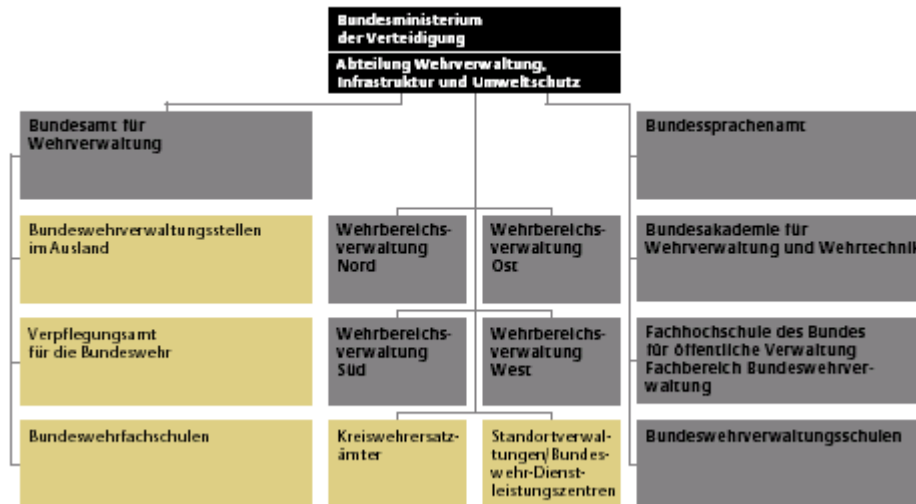 Bundesministerium
der Verteidigung
Abteilung Wehrverwaltung,
Infrastruktur und Umweltschutz
Bundesamt für
Wehrverwaltung
Bundessprachenamt
Bundeswehrverwaltungsstellen
im Ausland
Wehrbereichs-
verwaltung
Nord
Wehrbereichs-
verwaltung
Ost
Bundesakademie für
Wehrverwaltung und Wehrtechnik
Verpflegungsamt
für die Bundeswehr
Wehrbereichs-
verwaltung
Süd
Wehrbereichs-
verwaltung
West
Fachhochschule des Bundes
für öffentliche Verwaltung
Fachbereich Bundeswehrver-
waltung
Bundeswehrfachschulen
Kreiswehrersatz-
ämter
Standortverwal-
tungen/Bundes-
wehr-Dienst-
leistungszentren
Bundeswehrverwaltungsschulen